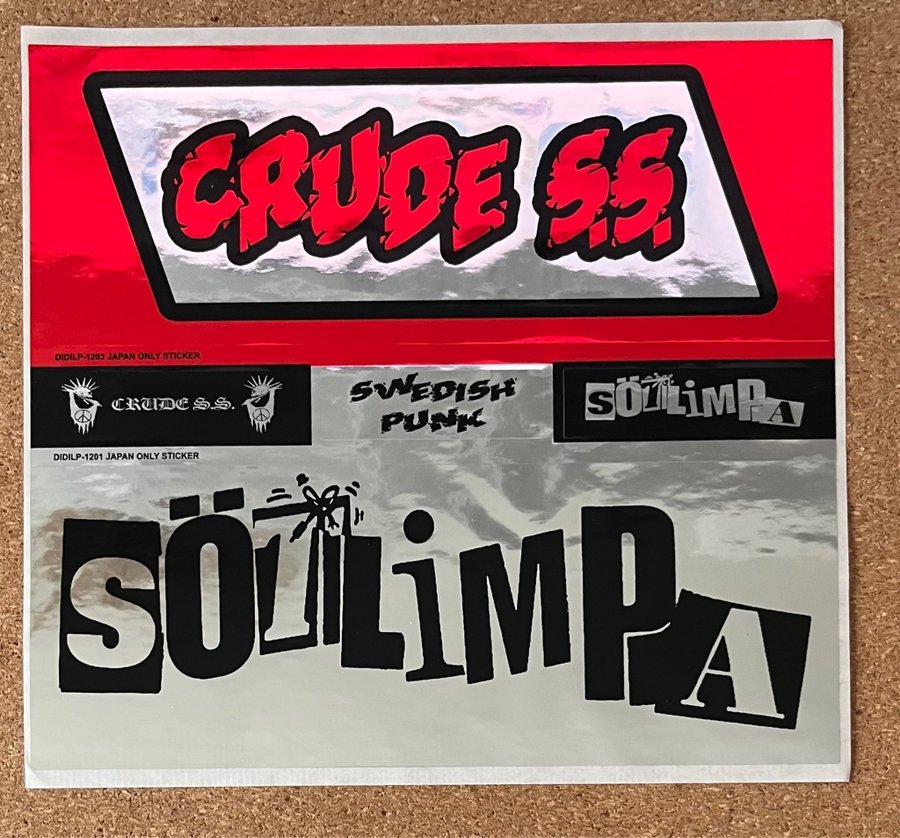 CRUDE S.S.
DIDILP-1203 JAPAN ONLY STICKER
CRUDE S.S.
SWEDISH
PUNK
SÖTLiMPA
DIDILP-1201 JAPAN ONLY STICKER
SÖTLiMPA